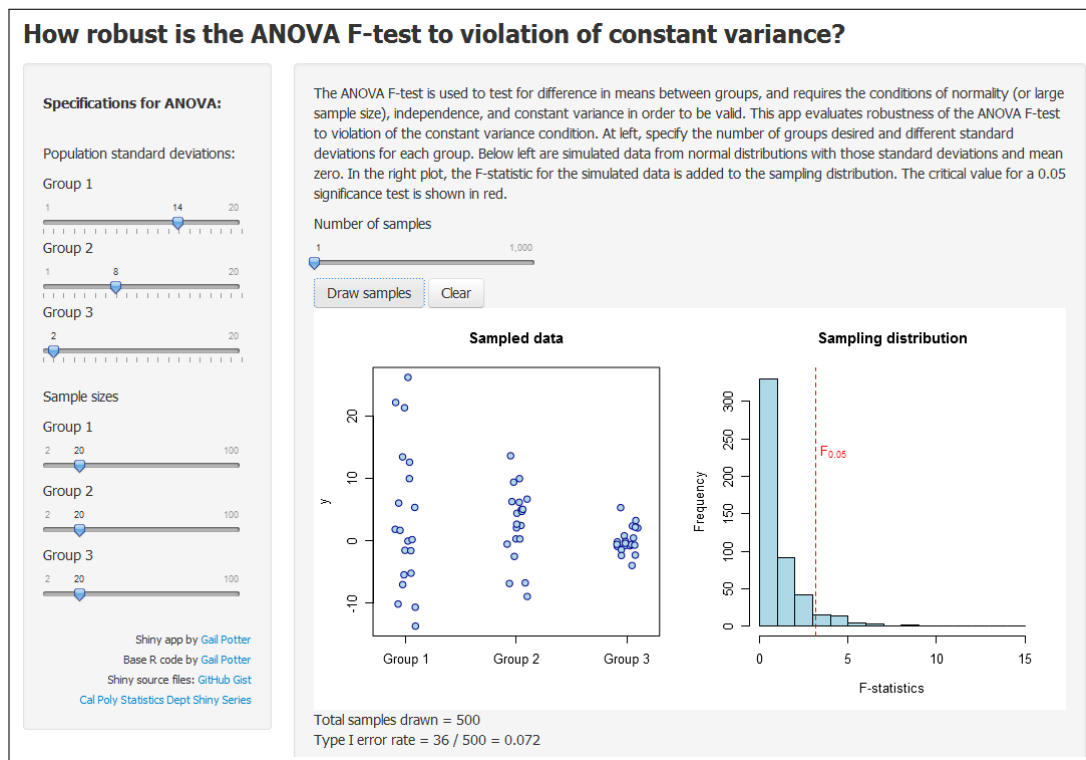 How robust is the ANOVA F-test to violation of constant variance?
Specifications for ANOVA:
Population standard deviations:
Group 1
1 14 20
Group 2
1 8 20
Group 3
2 20
Sample sizes
Group 1
2 20 100
Group 2
2 20 100
Group 3
2 20 100
Shiny app by Gail Potter
Base R code by Gail Potter
Shiny source files: GitHub Gist
Cal Poly Statistics Dept Shiny Series
The ANOVA F-test is used to test for difference in means between groups, and requires the conditions of normality (or large
sample size), independence, and constant variance in order to be valid. This app evaluates robustness of the ANOVA F-test
to violation of the constant variance condition. At left, specify the number of groups desired and different standard
deviations for each group. Below left are simulated data from normal distributions with those standard deviations and mean
zero. In the right plot, the F-statistic for the simulated data is added to the sampling distribution. The critical value for a 0.05
significance test is shown in red.
Number of samples
1 1,000
Draw samples Clear
Sampled data
y
20
10
0
-10
Group 1 Group 2 Group 3
Sampling distribution
Frequency
300
250
200
150
100
50
0
F0.05
0 5 10 15
F-statistics
Total samples drawn = 500
Type I error rate = 36 / 500 = 0.072